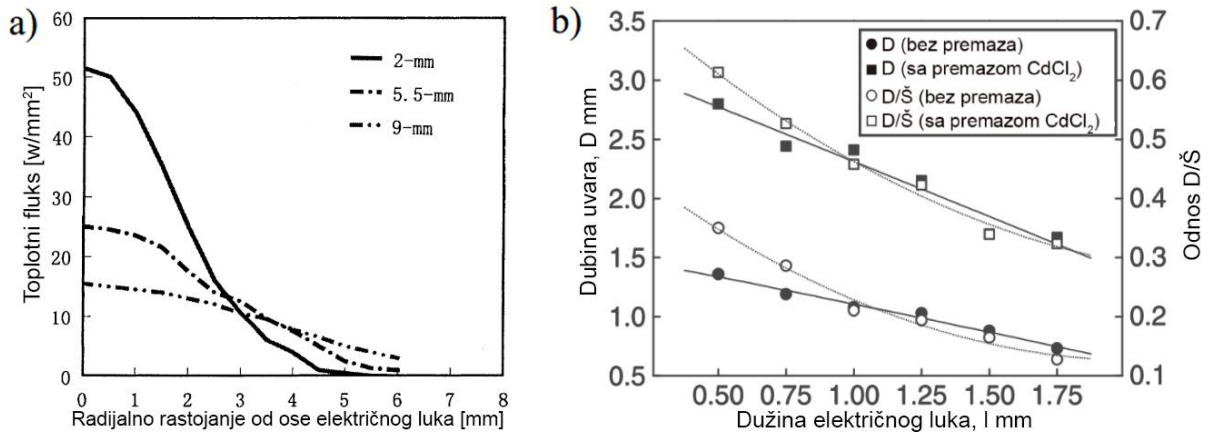 a)
Toplotni fluks [w/mm²]
60
50
40
30
20
10
0
2-mm
5.5-mm
9-mm
0 1 2 3 4 5 6 7 8
Radijalno rastojanje od ose električnog luka [mm]
b)
Dubina uvara, D mm
3.5
3.0
2.5
2.0
1.5
1.0
0.5
D (bez premaza)
D (sa premazom CdCl₂)
D/Š (bez premaza)
D/Š (sa premazom CdCl₂)
0.7
0.6
0.5
0.4
0.3
0.2
0.1
Odnos D/Š
0.50 0.75 1.00 1.25 1.50 1.75
Dužina električnog luka, l mm